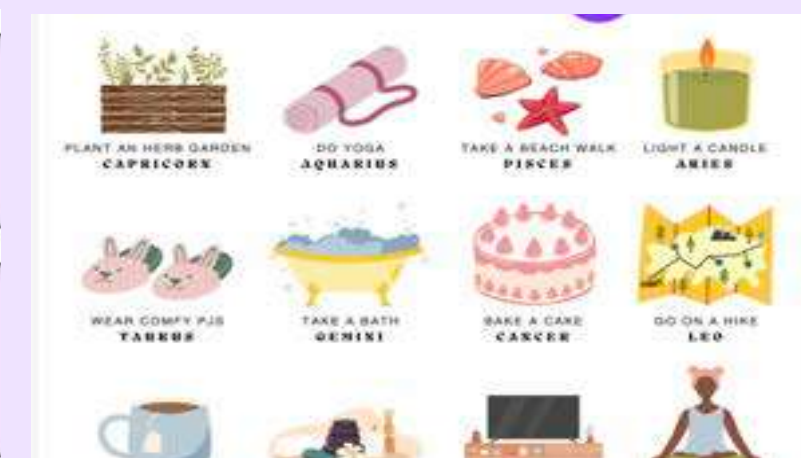 PLANT AN HERB GARDEN
CAPRICORN
DO YOGA
AQUARIUS
TAKE A BEACH WALK
PISCES
LIGHT A CANDLE
ARIES
WEAR COMFY PJS
TAURUS
TAKE A BATH
GEMINI
BAKE A CAKE
CANCER
GO ON A HIKE
LEO